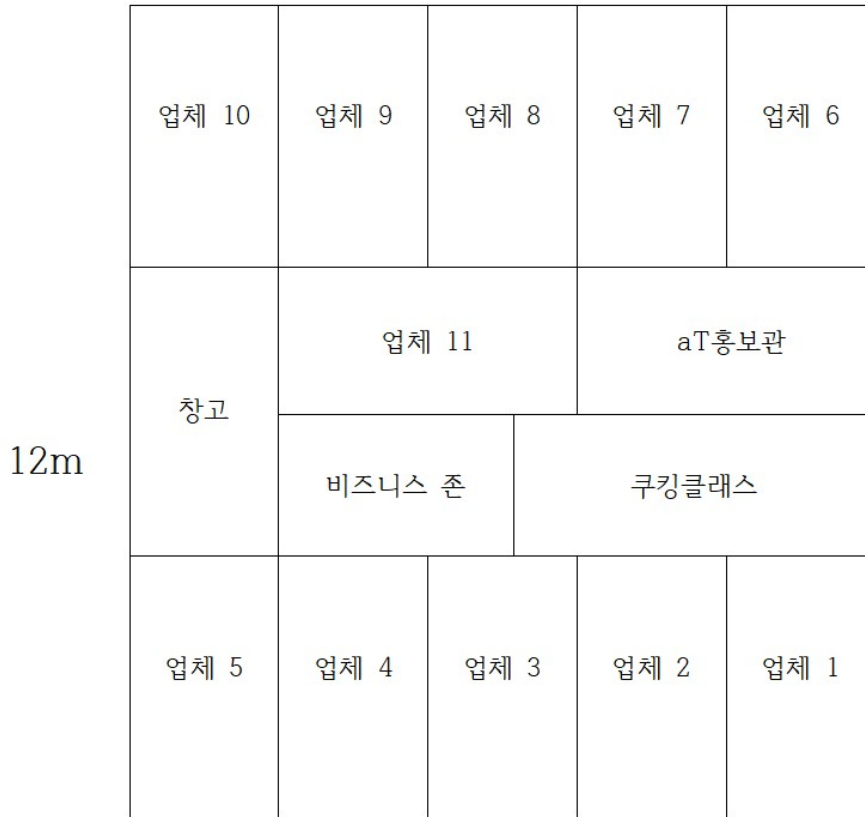 업체 10
업체 9
업체 8
업체 7
업체 6
업체 11
aT홍보관
창고
12m
비즈니스 존
쿠킹클래스
업체 5
업체 4
업체 3
업체 2
업체 1